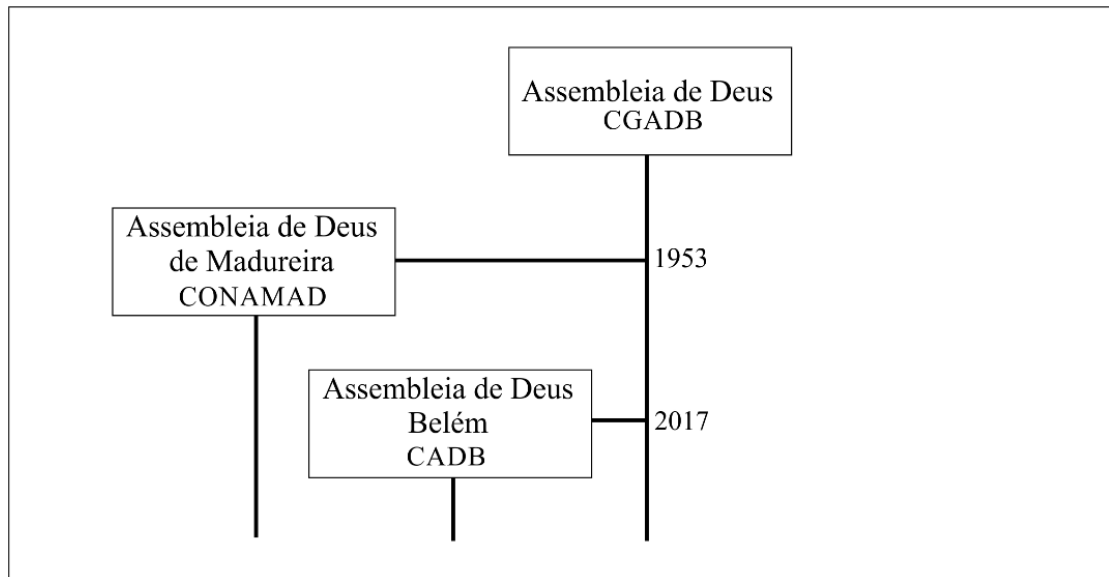 Assembleia de Deus
CGADB
Assembleia de Deus
de Madureira
CONAMAD
1953
Assembleia de Deus
Belém
CADB
2017